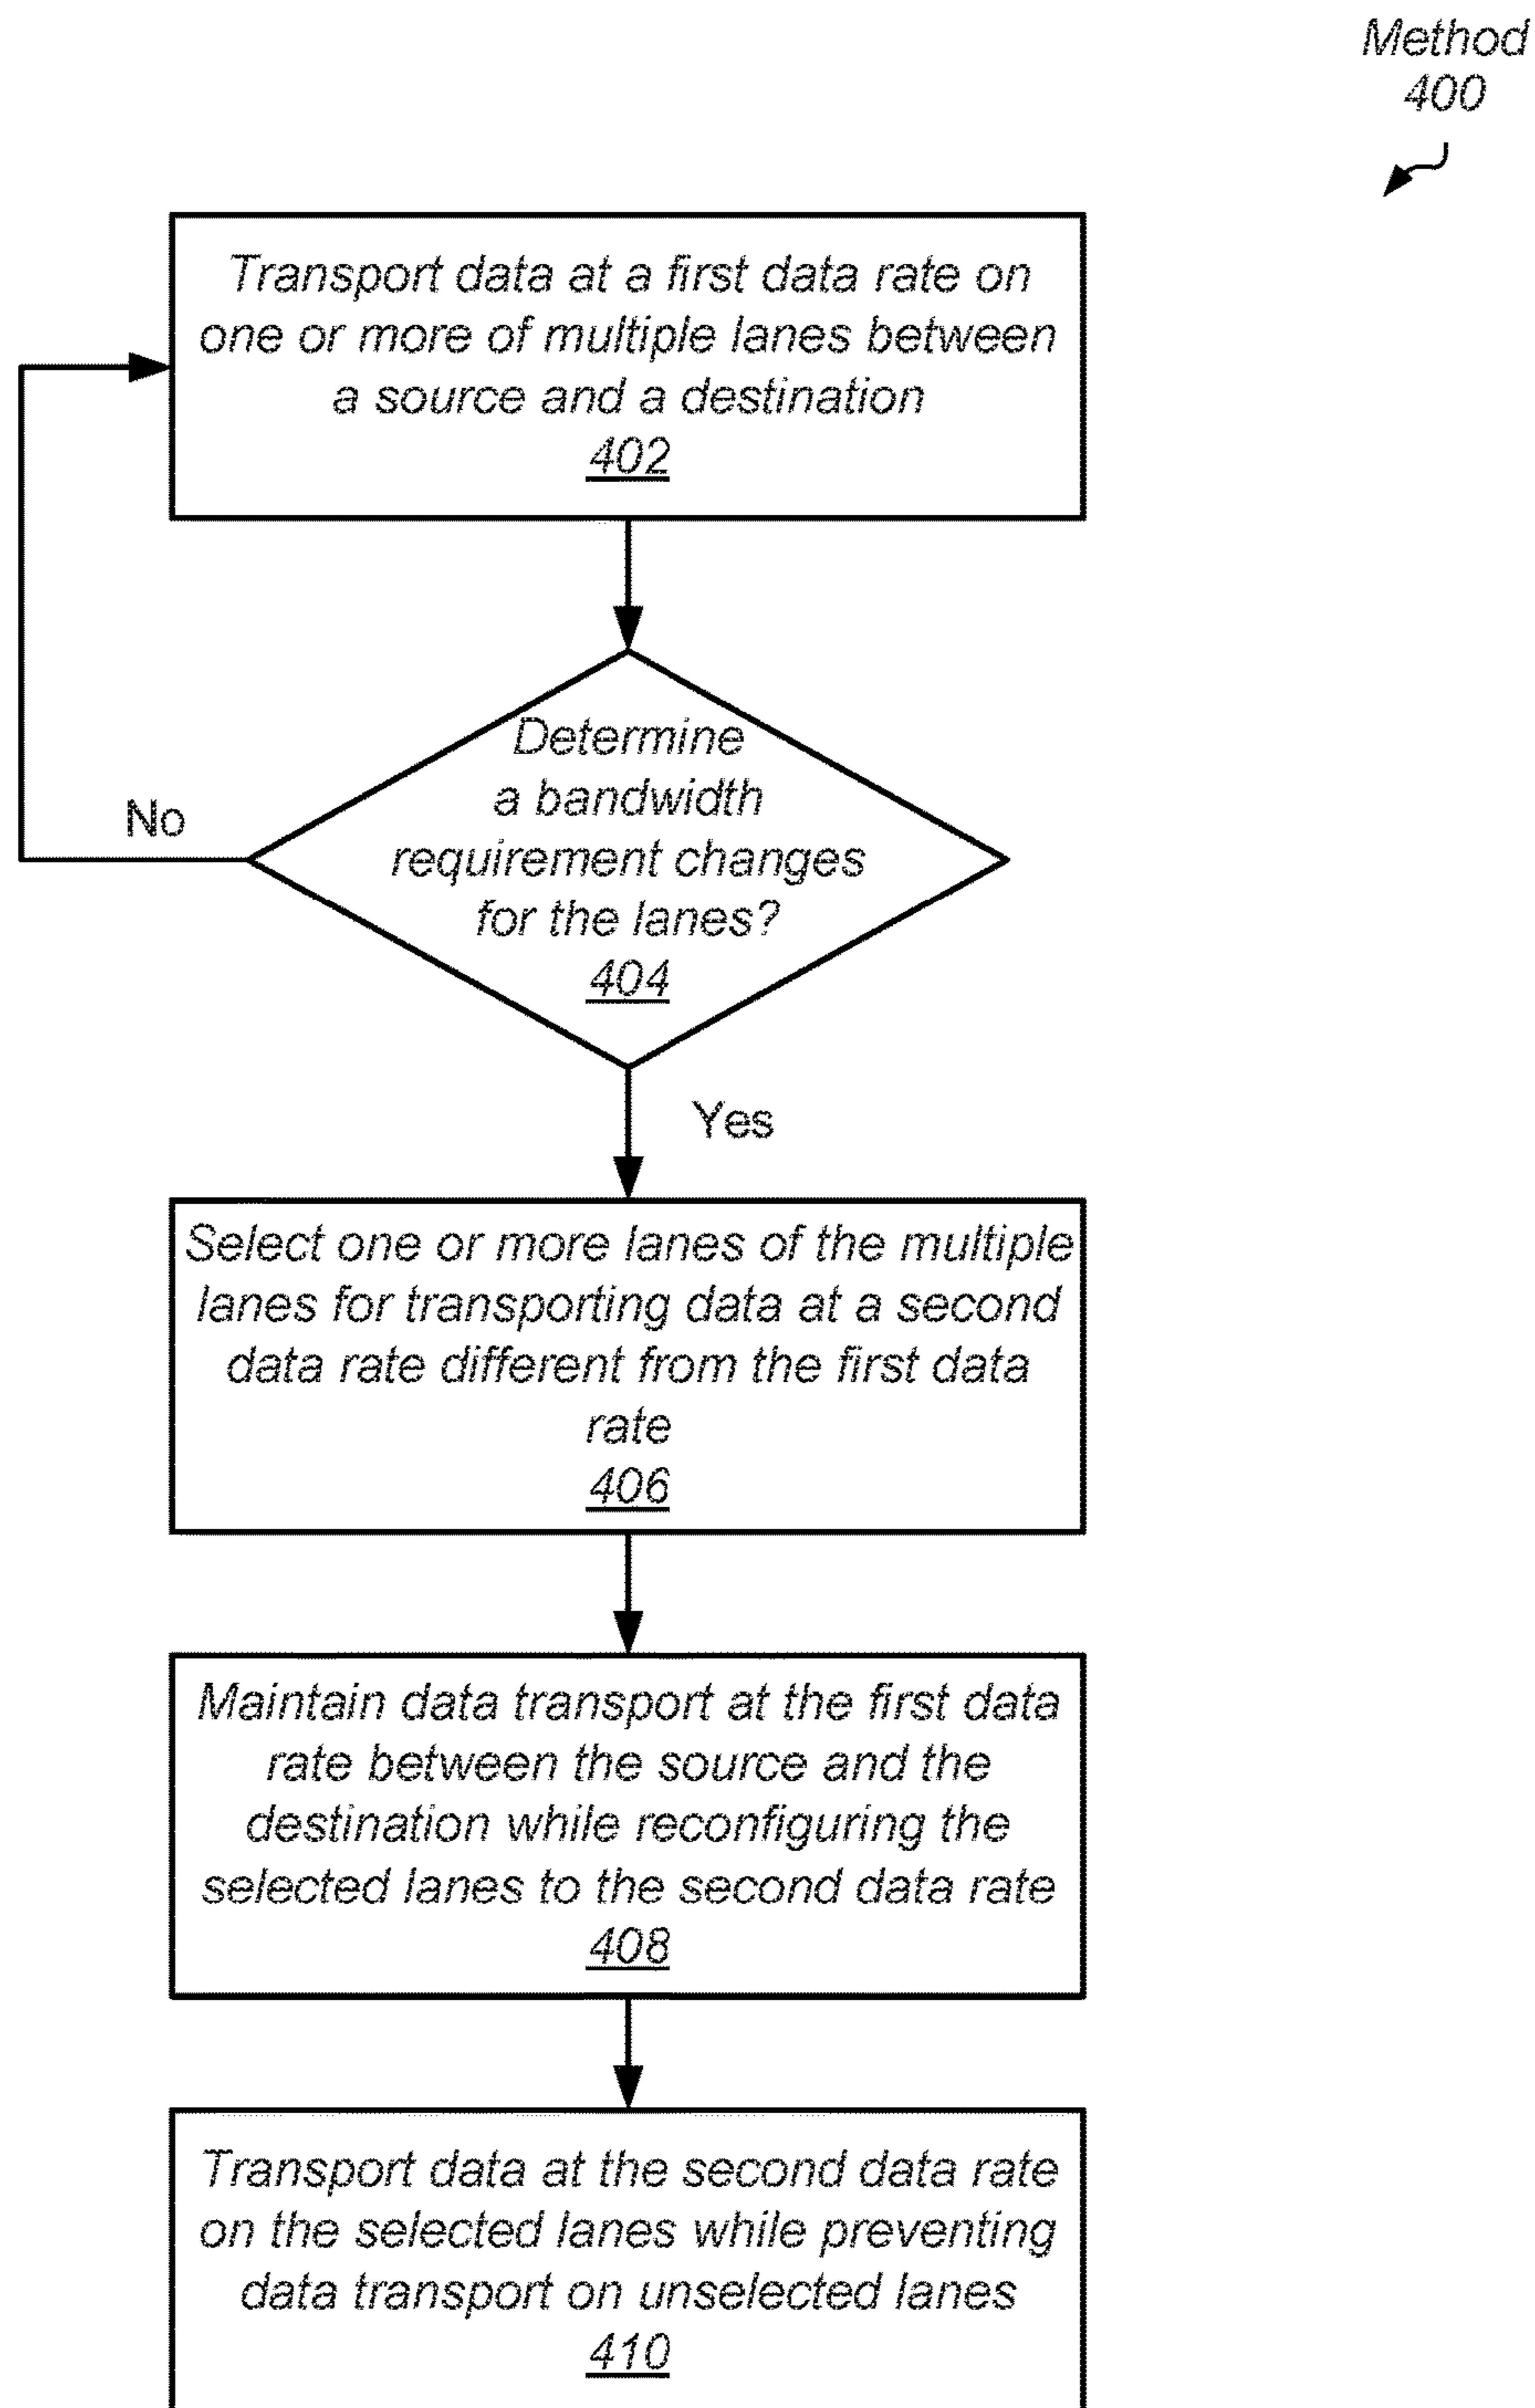 Method
400
Transport data at a first data rate on
one or more of multiple lanes between
a source and a destination
402
Determine
a bandwidth
requirement changes
for the lanes?
404
No
Yes
Select one or more lanes of the multiple
lanes for transporting data at a second
data rate different from the first data
rate
406
Maintain data transport at the first data
rate between the source and the
destination while reconfiguring the
selected lanes to the second data rate
408
Transport data at the second data rate
on the selected lanes while preventing
data transport on unselected lanes
410